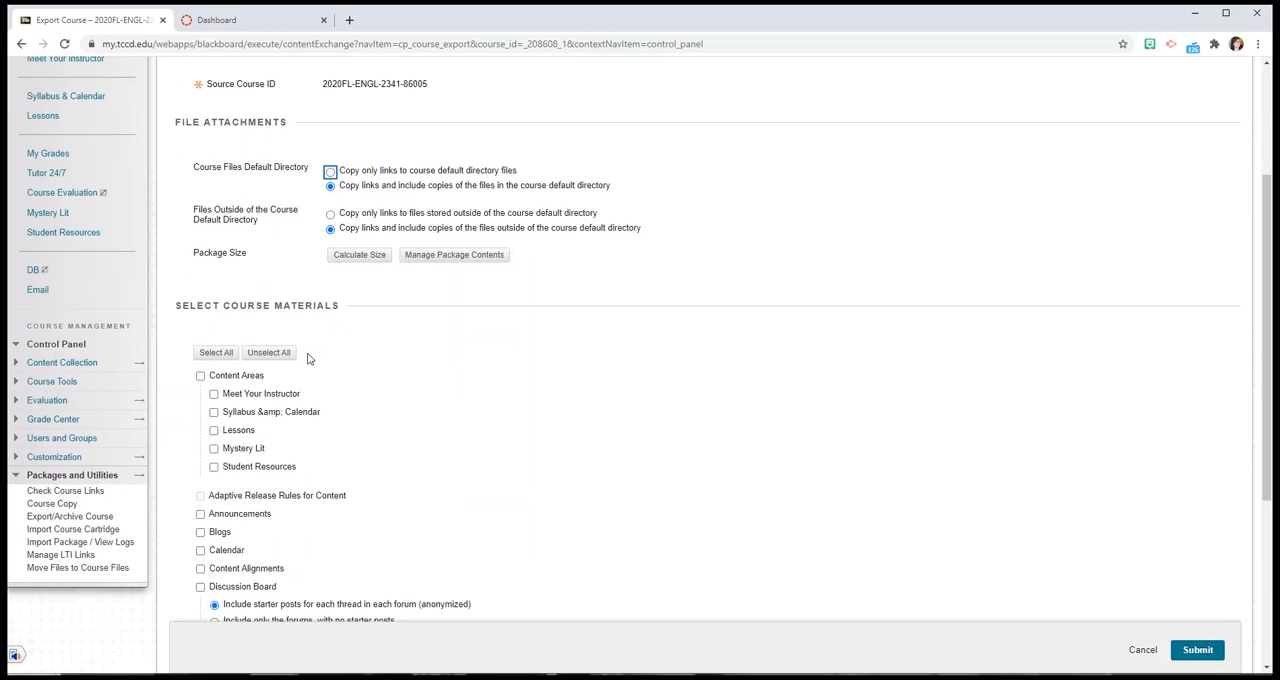 Export Course – 2020FL-ENGL-23
Dashboard
my.tccd.edu/webapps/blackboard/execute/contentExchange?navItem=cp_course_export&course_id=_208608_1&contextNavItem=control_panel
126
Meet Your Instructor
Syllabus & Calendar
Lessons
My Grades
Tutor 24/7
Course Evaluation
Mystery Lit
Student Resources
DB
Email
COURSE MANAGEMENT
Control Panel
Content Collection
Course Tools
Evaluation
Grade Center
Users and Groups
Customization
Packages and Utilities
Check Course Links
Course Copy
Export/Archive Course
Import Course Cartridge
Import Package / View Logs
Manage LTI Links
Move Files to Course Files
Source Course ID 2020FL-ENGL-2341-86005
FILE ATTACHMENTS
Course Files Default Directory
Copy only links to course default directory files
Copy links and include copies of the files in the course default directory
Files Outside of the Course
Default Directory
Copy only links to files stored outside of the course default directory
Copy links and include copies of the files outside of the course default directory
Package Size
Calculate Size Manage Package Contents
SELECT COURSE MATERIALS
Select All Unselect All
Content Areas
Meet Your Instructor
Syllabus &amp; Calendar
Lessons
Mystery Lit
Student Resources
Adaptive Release Rules for Content
Announcements
Blogs
Calendar
Content Alignments
Discussion Board
Include starter posts for each thread in each forum (anonymized)
Include only the forums, with no starter posts
Cancel Submit